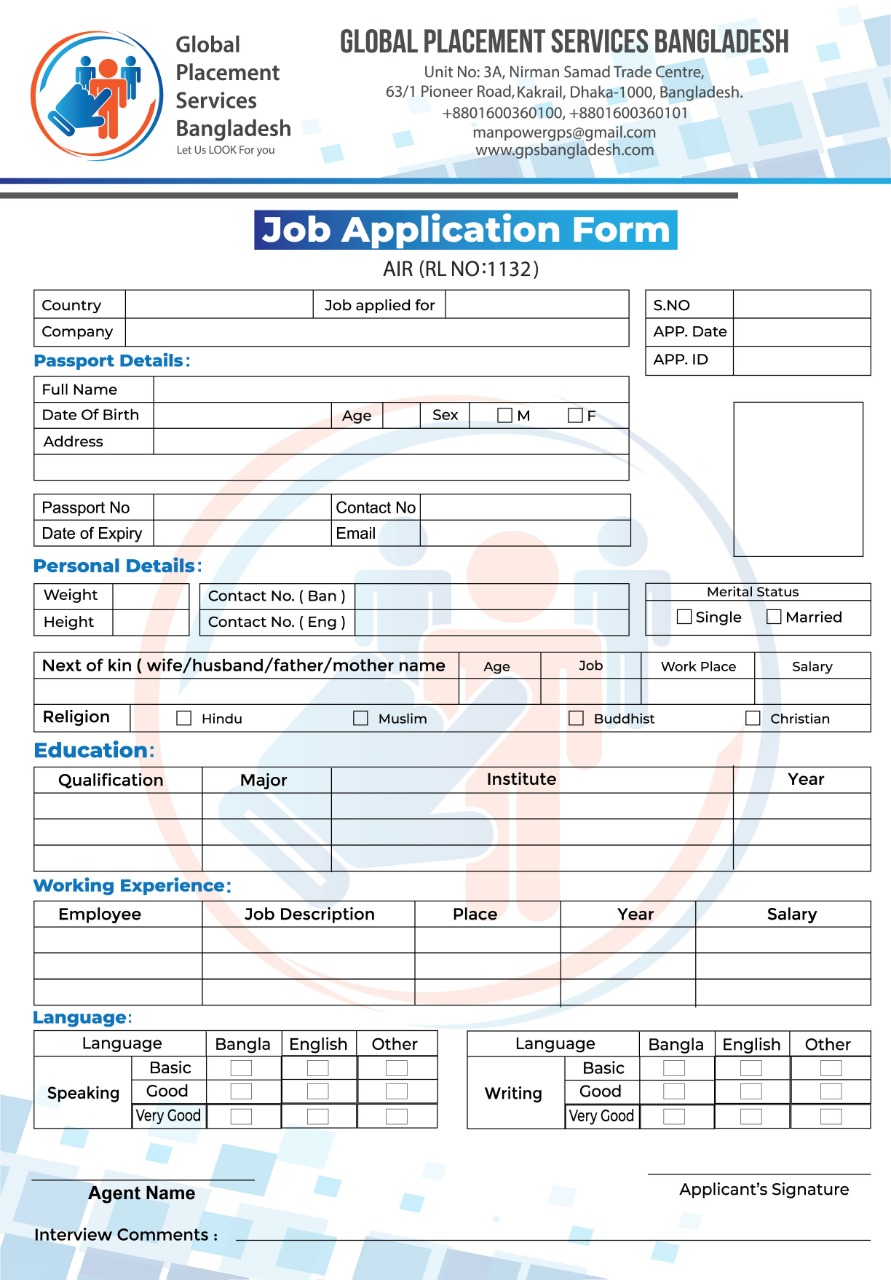 Global
Placement
Services
Bangladesh
Let Us LOOK For you
GLOBAL PLACEMENT SERVICES BANGLADESH
Unit No: 3A, Nirman Samad Trade Centre,
63/1 Pioneer Road, Kakrail, Dhaka-1000, Bangladesh.
+8801600360100, +8801600360101
manpowergps@gmail.com
www.gpsbangladesh.com
Job Application Form
AIR (RL NO:1132)
Country Job applied for
Company
S.NO
APP. Date
APP. ID
Passport Details:
Full Name
Date Of Birth Age Sex M F
Address
Passport No Contact No
Date of Expiry Email
Personal Details:
Weight Contact No. ( Ban )
Height Contact No. ( Eng )
Merital Status
Single Married
Next of kin ( wife/husband/father/mother name Age Job Work Place Salary
Religion Hindu Muslim Buddhist Christian
Education:
Qualification Major Institute Year
Working Experience:
Employee Job Description Place Year Salary
Language:
Language Bangla English Other
Basic
Speaking Good
Very Good
Language Bangla English Other
Basic
Writing Good
Very Good
Agent Name
Applicant's Signature
Interview Comments :